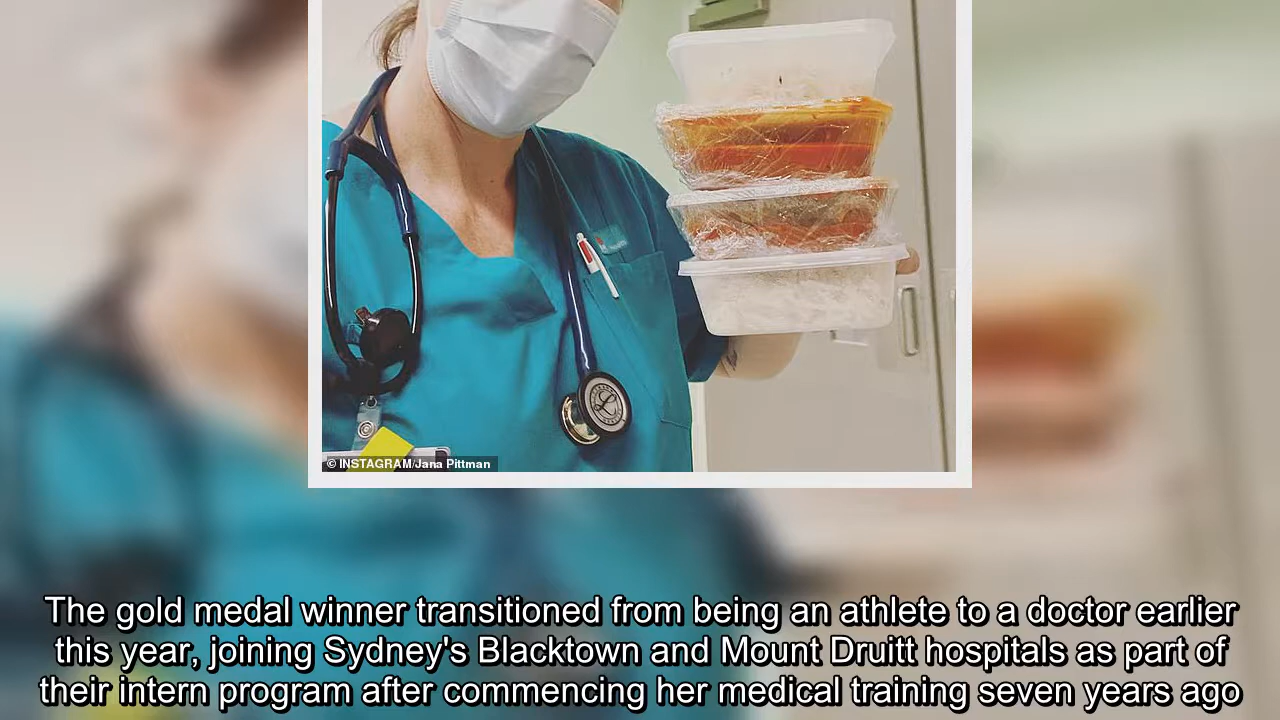 © INSTAGRAM/Jana Pittman
The gold medal winner transitioned from being an athlete to a doctor earlier
this year, joining Sydney's Blacktown and Mount Druitt hospitals as part of
their intern program after commencing her medical training seven years ago